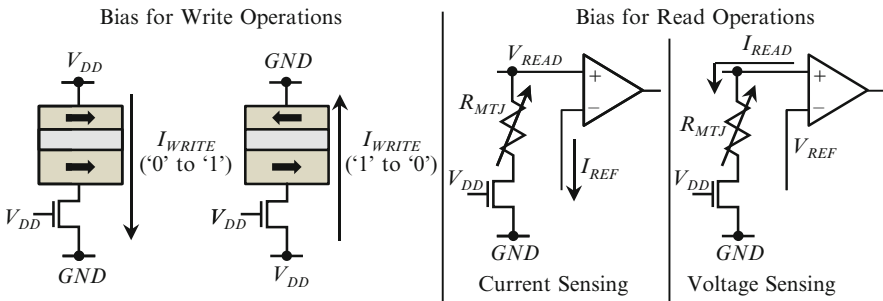 Bias for Write Operations
V_DD
GND
I_WRITE
('0' to '1')
I_WRITE
('1' to '0')
V_DD
V_DD
GND
V_DD
Bias for Read Operations
V_READ
+
−
R_MTJ
I_REF
V_DD
GND
Current Sensing
I_READ
+
−
R_MTJ
V_REF
V_DD
GND
Voltage Sensing